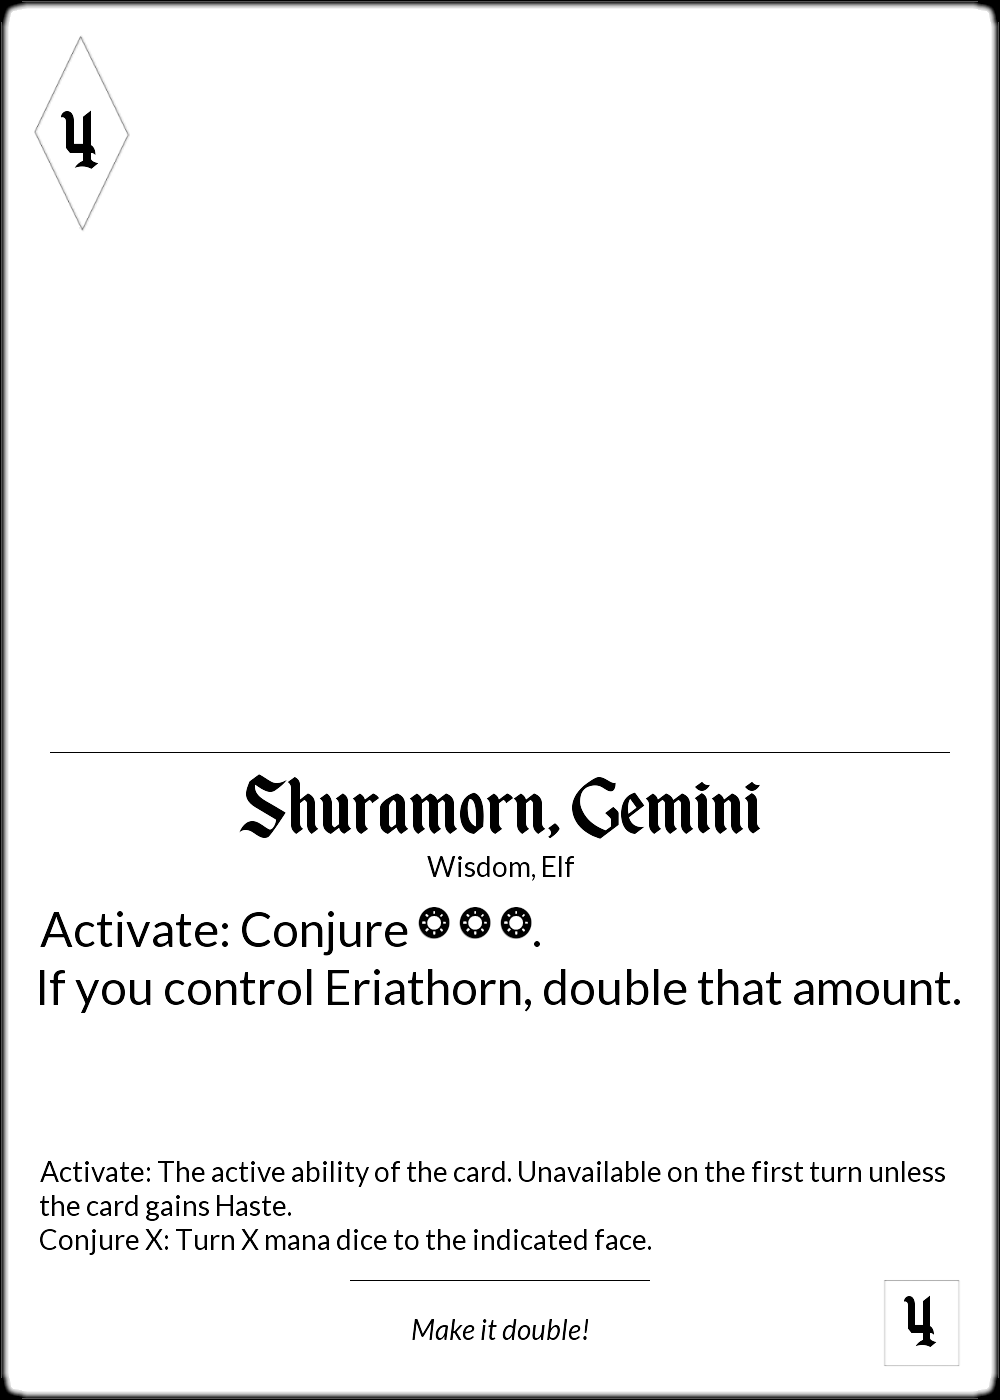 4
Shuramorn, Gemini
Wisdom, Elf
Activate: Conjure .
If you control Eriathorn, double that amount.
Activate: The active ability of the card. Unavailable on the first turn unless
the card gains Haste.
Conjure X: Turn X mana dice to the indicated face.
Make it double!
4